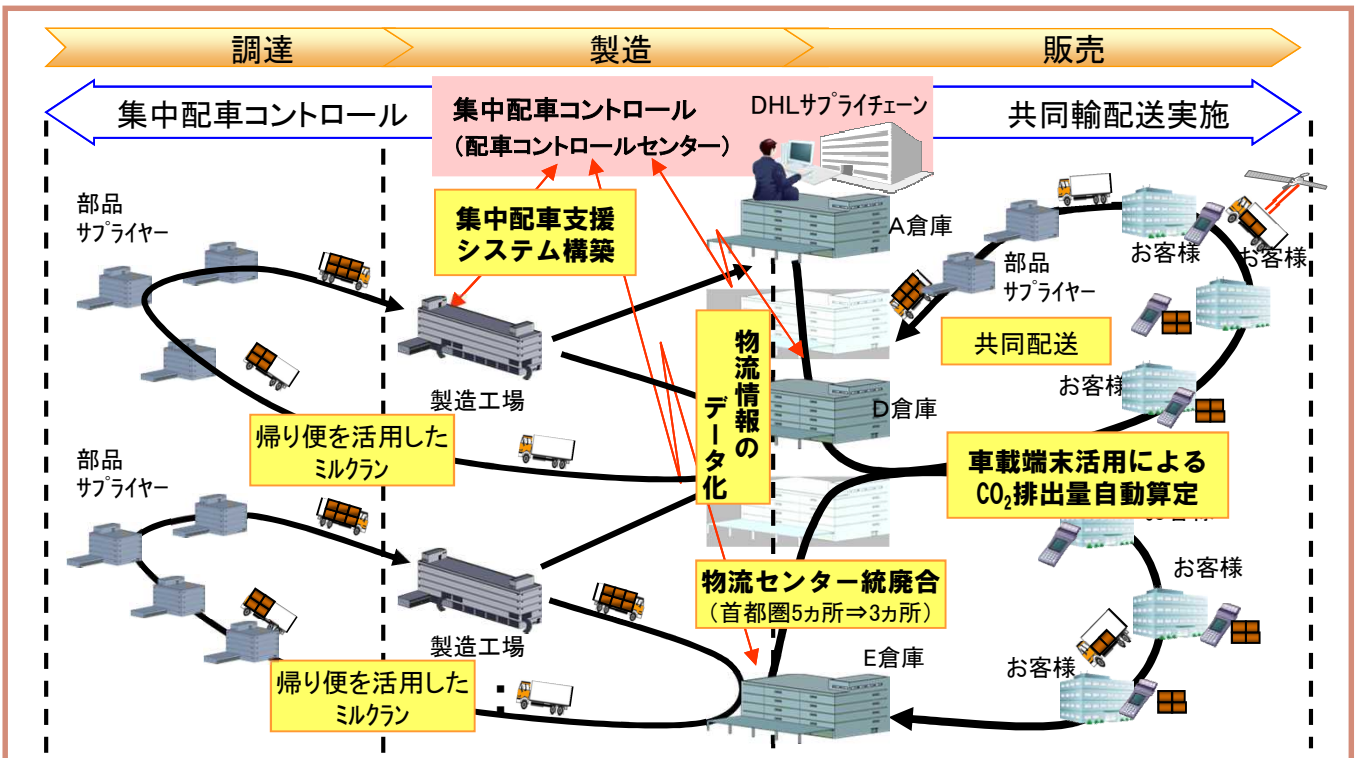 調達
製造
販売
集中配車コントロール
集中配車コントロール
（配車コントロールセンター）
DHLサプライチェーン
共同輸配送実施
部品
サプライヤー
集中配車支援
システム構築
A倉庫
部品
サプライヤー
お客様
お客様
共同配送
製造工場
物流情報の
データ化
D倉庫
お客様
帰り便を活用した
ミルクラン
部品
サプライヤー
車載端末活用による
CO₂排出量自動算定
お客様
物流センター統廃合
（首都圏5ヵ所⇒3ヵ所）
お客様
製造工場
E倉庫
お客様
帰り便を活用した
ミルクラン